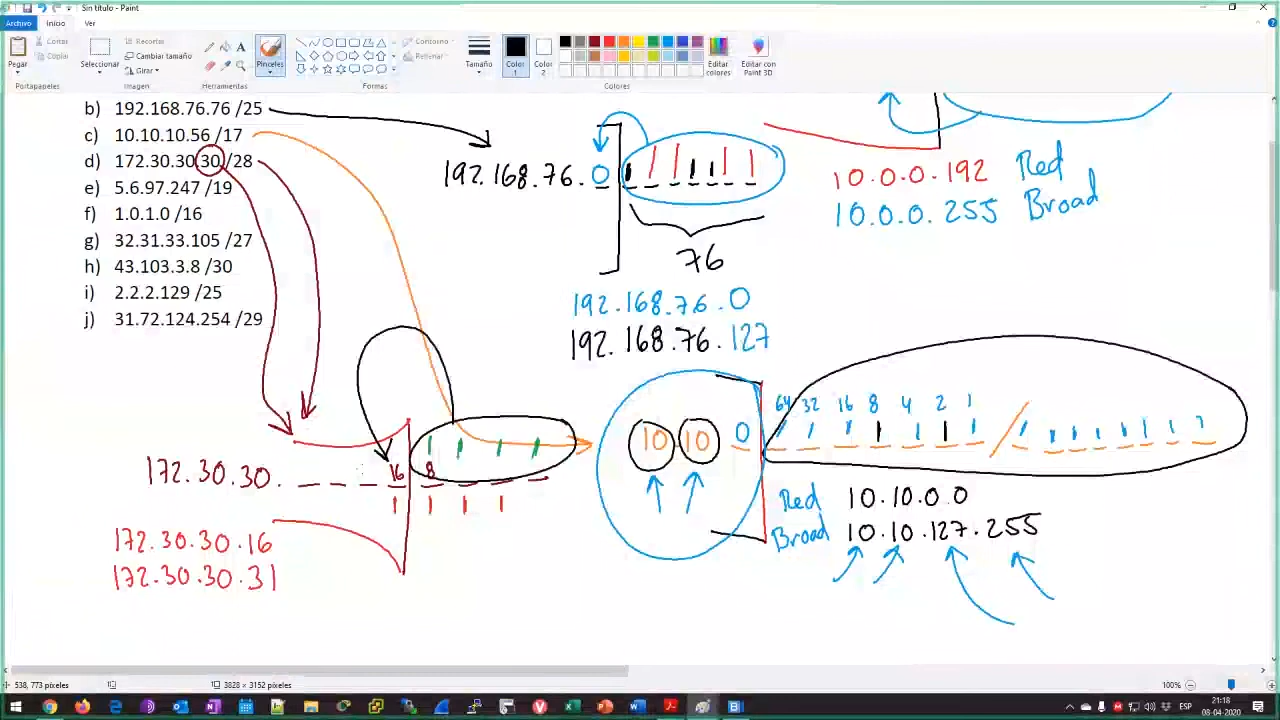 Sin título - Paint
Archivo Inicio Ver
Pegar
Cortar
Copiar
Portapapeles
Seleccionar
Recortar
Cambiar tamaño
Girar
Imagen
Herramientas
Pinceles
Contorno
Rellenar
Formas
Tamaño
Color 1
Color 2
Editar colores
Editar con Paint 3D
Colores
b) 192.168.76.76 /25
c) 10.10.10.56 /17
d) 172.30.30.30 /28
e) 5.6.97.247 /19
f) 1.0.1.0 /16
g) 32.31.33.105 /27
h) 43.103.3.8 /30
i) 2.2.2.129 /25
j) 31.72.124.254 /29
192.168.76.0
76
10.0.0.192 Red
10.0.0.255 Broad
192.168.76.0
192.168.76.127
64 32 16 8 4 2 1
10 10 0
172.30.30. 16 8
172.30.30.16
172.30.30.31
Red 10.10.0.0
Broad 10.10.127.255
538, 773 píxeles
3828 × 3152 píxeles
100%
ESP
21:18
08-04-2020